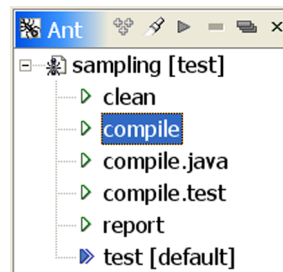 Ant
sampling [test]
clean
compile
compile.java
compile.test
report
test [default]